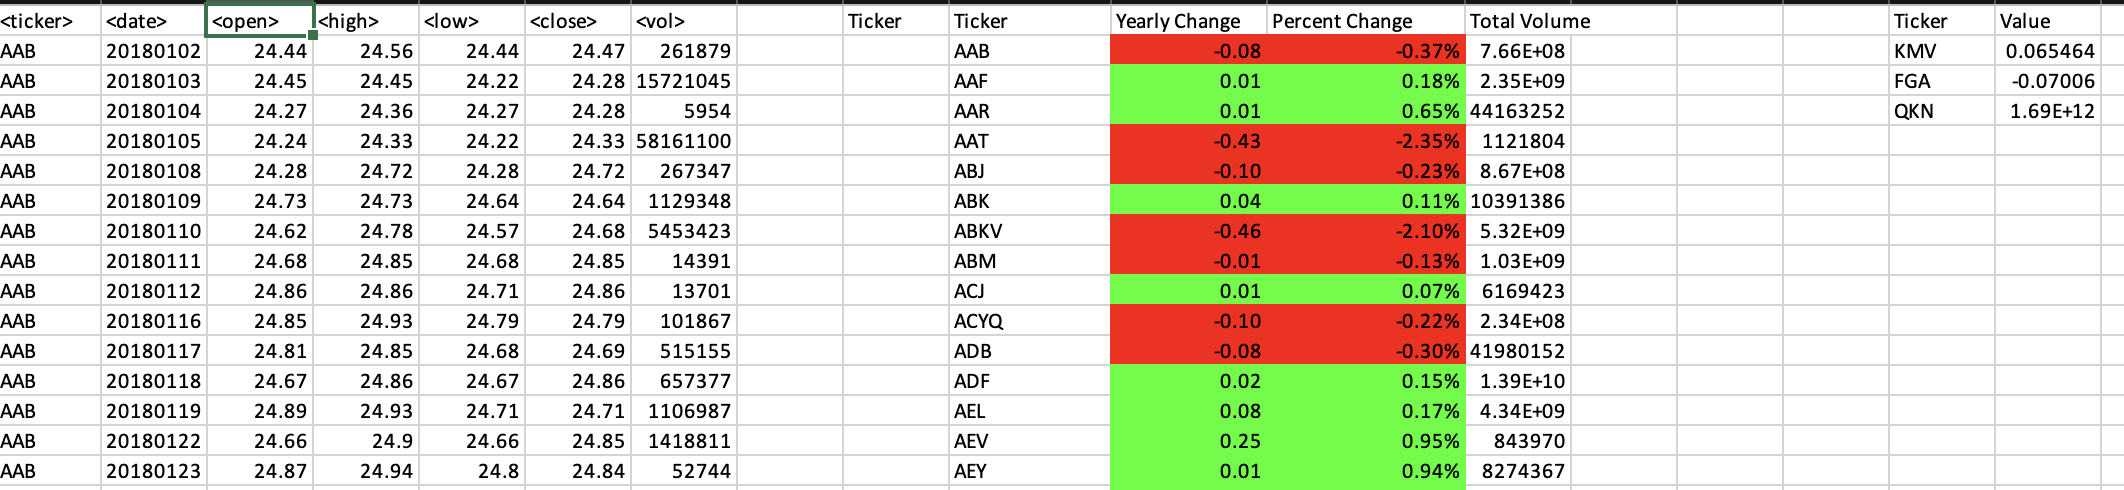 <ticker> <date> <open> <high> <low> <close> <vol> Ticker Ticker Yearly Change Percent Change Total Volume Ticker Value
AAB 20180102 24.44 24.56 24.44 24.47 261879 AAB -0.08 -0.37% 7.66E+08 KMV 0.065464
AAB 20180103 24.45 24.45 24.22 24.28 15721045 AAF 0.01 0.18% 2.35E+09 FGA -0.07006
AAB 20180104 24.27 24.36 24.27 24.28 5954 AAR 0.01 0.65% 44163252 QKN 1.69E+12
AAB 20180105 24.24 24.33 24.22 24.33 58161100 AAT -0.43 -2.35% 1121804
AAB 20180108 24.28 24.72 24.28 24.72 267347 ABJ -0.10 -0.23% 8.67E+08
AAB 20180109 24.73 24.73 24.64 24.64 1129348 ABK 0.04 0.11% 10391386
AAB 20180110 24.62 24.78 24.57 24.68 5453423 ABKV -0.46 -2.10% 5.32E+09
AAB 20180111 24.68 24.85 24.68 24.85 14391 ABM -0.01 -0.13% 1.03E+09
AAB 20180112 24.86 24.86 24.71 24.86 13701 ACJ 0.01 0.07% 6169423
AAB 20180116 24.85 24.93 24.79 24.79 101867 ACYQ -0.10 -0.22% 2.34E+08
AAB 20180117 24.81 24.85 24.68 24.69 515155 ADB -0.08 -0.30% 41980152
AAB 20180118 24.67 24.86 24.67 24.86 657377 ADF 0.02 0.15% 1.39E+10
AAB 20180119 24.89 24.93 24.71 24.71 1106987 AEL 0.08 0.17% 4.34E+09
AAB 20180122 24.66 24.9 24.66 24.85 1418811 AEV 0.25 0.95% 843970
AAB 20180123 24.87 24.94 24.8 24.84 52744 AEY 0.01 0.94% 8274367